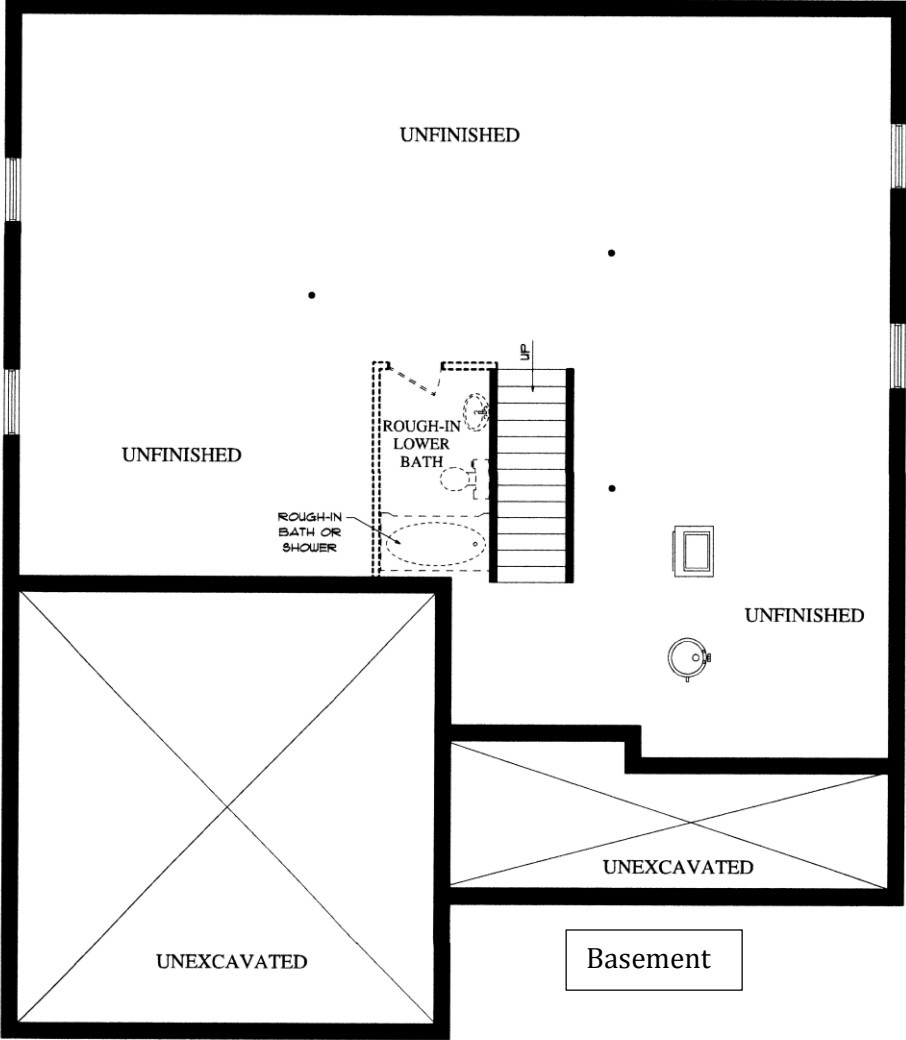 UNFINISHED
UP
ROUGH-IN
LOWER
BATH
UNFINISHED
ROUGH-IN
BATH OR
SHOWER
UNFINISHED
UNEXCAVATED
UNEXCAVATED
Basement